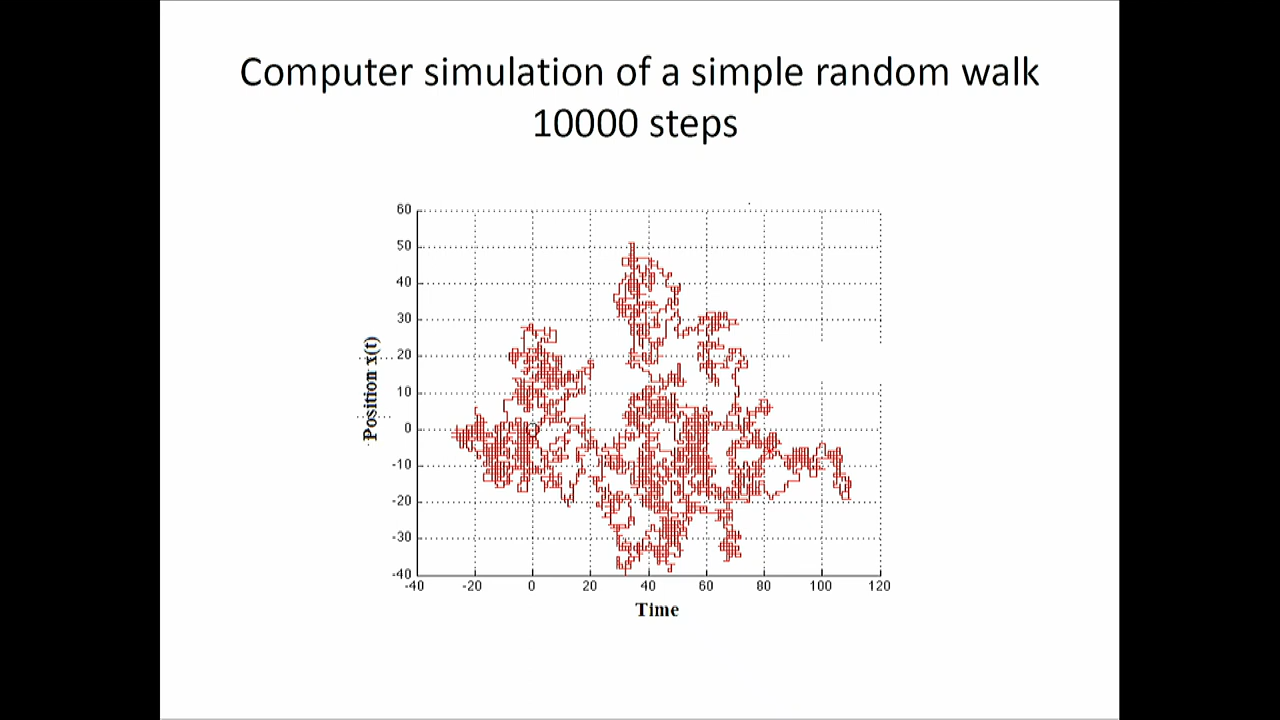 Computer simulation of a simple random walk
10000 steps
60
50
40
30
20
10
0
-10
-20
-30
-40
-40 -20 0 20 40 60 80 100 120
Position x(t)
Time